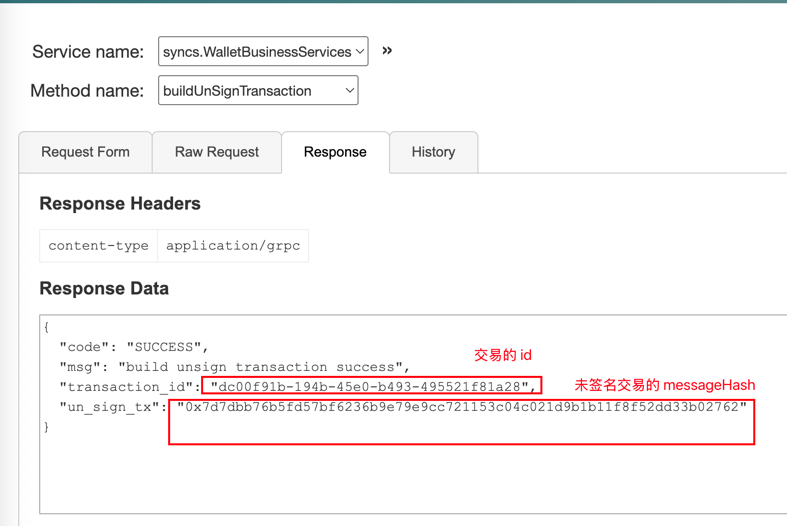 Service name: syncs.WalletBusinessServices »
Method name: buildUnSignTransaction
Request Form Raw Request Response History
Response Headers
content-type application/grpc
Response Data
{
"code": "SUCCESS",
交易的 id
"msg": "build unsign transaction success",
"transaction_id": "dc00f91b-194b-45e0-b493-495521f81a28",
未签名交易的 messageHash
"un_sign_tx": "0x7d7dbb76b5fd57bf6236b9e79e9cc721153c04c021d9b1b11f8f52dd33b02762"
}